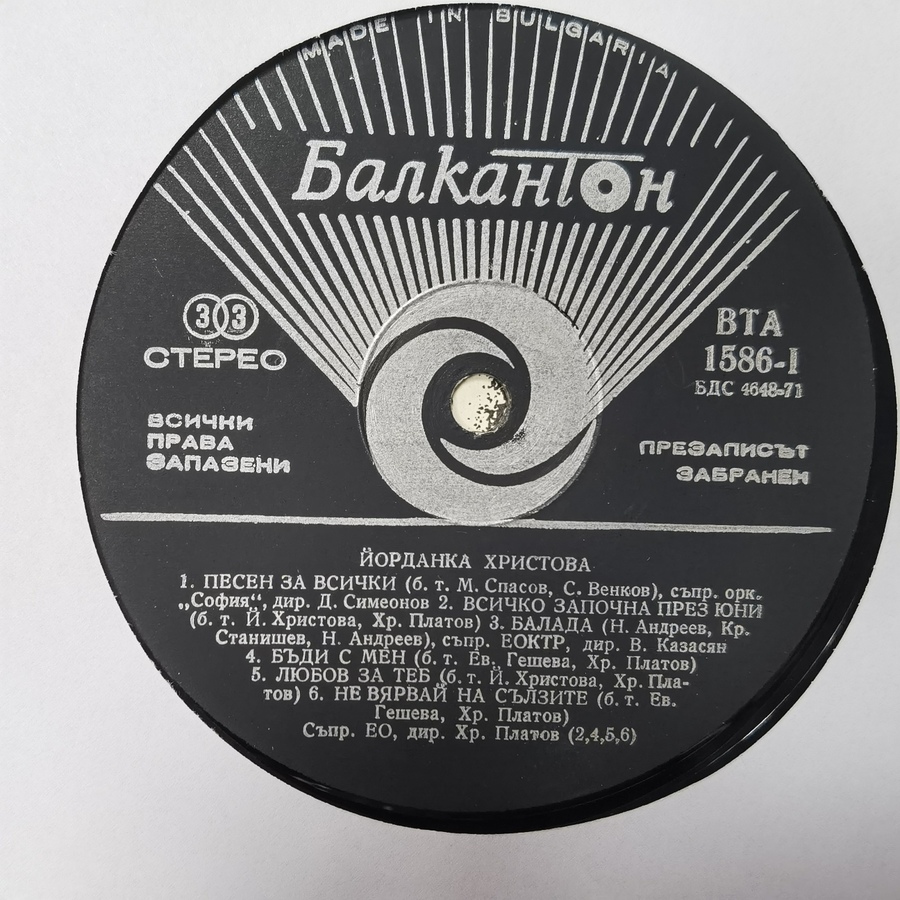 MADE IN BULGARIA
Балкантон
33
СТЕРЕО
ВСИЧКИ
ПРАВА
ЗАПАЗЕНИ
ВТА
1586-I
БДС 4648-71
ПРЕЗАПИСЪТ
ЗАБРАНЕН
ЙОРДАНКА ХРИСТОВА
1. ПЕСЕН ЗА ВСИЧКИ (б. т. М. Спасов, С. Венков), съпр. орк.
„София“, дир. Д. Симеонов 2. ВСИЧКО ЗАПОЧНА ПРЕЗ ЮНИ
(б. т. Й. Христова, Хр. Платов) 3. БАЛАДА (Н. Андреев, Кр.
Станишев, Н. Андреев), съпр. ЕОКТР, дир. В. Казасян
4. БЪДИ С МЕН (б. т. Ев. Гешева, Хр. Платов)
5. ЛЮБОВ ЗА ТЕБ (б. т. Й. Христова, Хр. Пла-
тов) 6. НЕ ВЯРВАЙ НА СЪЛЗИТЕ (б. т. Ев.
Гешева, Хр. Платов)
Съпр. ЕО, дир. Хр. Платов (2,4,5,6)